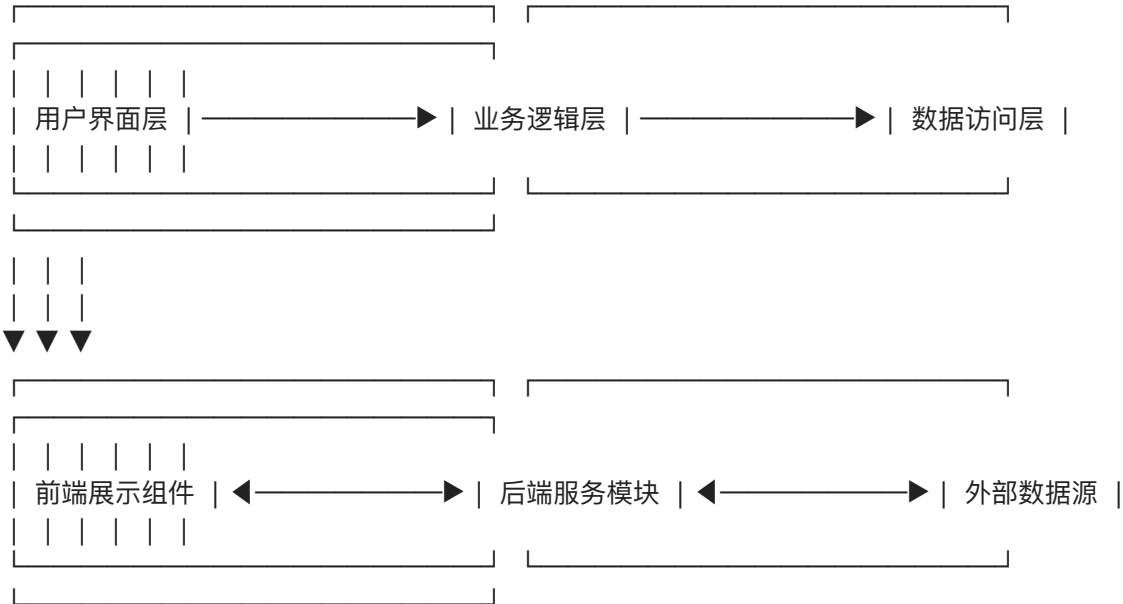 用户界面层
业务逻辑层
数据访问层
前端展示组件
后端服务模块
外部数据源